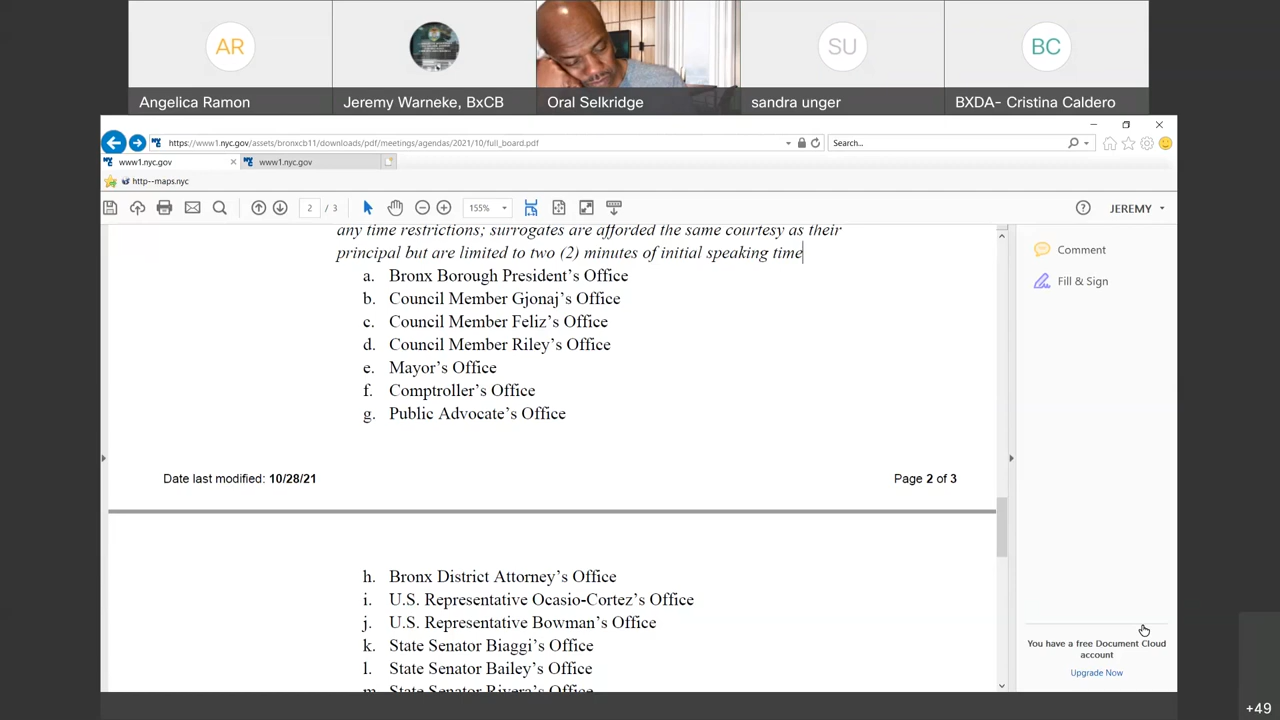 AR
SU
BC
Angelica Ramon
Jeremy Warneke, BxCB
Oral Selkridge
sandra unger
BXDA- Cristina Caldero
https://www1.nyc.gov/assets/bronxcb11/downloads/pdf/meetings/agendas/2021/10/full_board.pdf
Search...
www1.nyc.gov
www1.nyc.gov
http--maps.nyc
2 / 3
155%
JEREMY
any time restrictions; surrogates are afforded the same courtesy as their
principal but are limited to two (2) minutes of initial speaking time
a. Bronx Borough President's Office
b. Council Member Gjonaj's Office
c. Council Member Feliz's Office
d. Council Member Riley's Office
e. Mayor's Office
f. Comptroller's Office
g. Public Advocate's Office
Date last modified: 10/28/21
Page 2 of 3
h. Bronx District Attorney's Office
i. U.S. Representative Ocasio-Cortez's Office
j. U.S. Representative Bowman's Office
k. State Senator Biaggi's Office
l. State Senator Bailey's Office
m. State Senator Rivera's Office
Comment
Fill & Sign
You have a free Document Cloud
account
Upgrade Now
+49